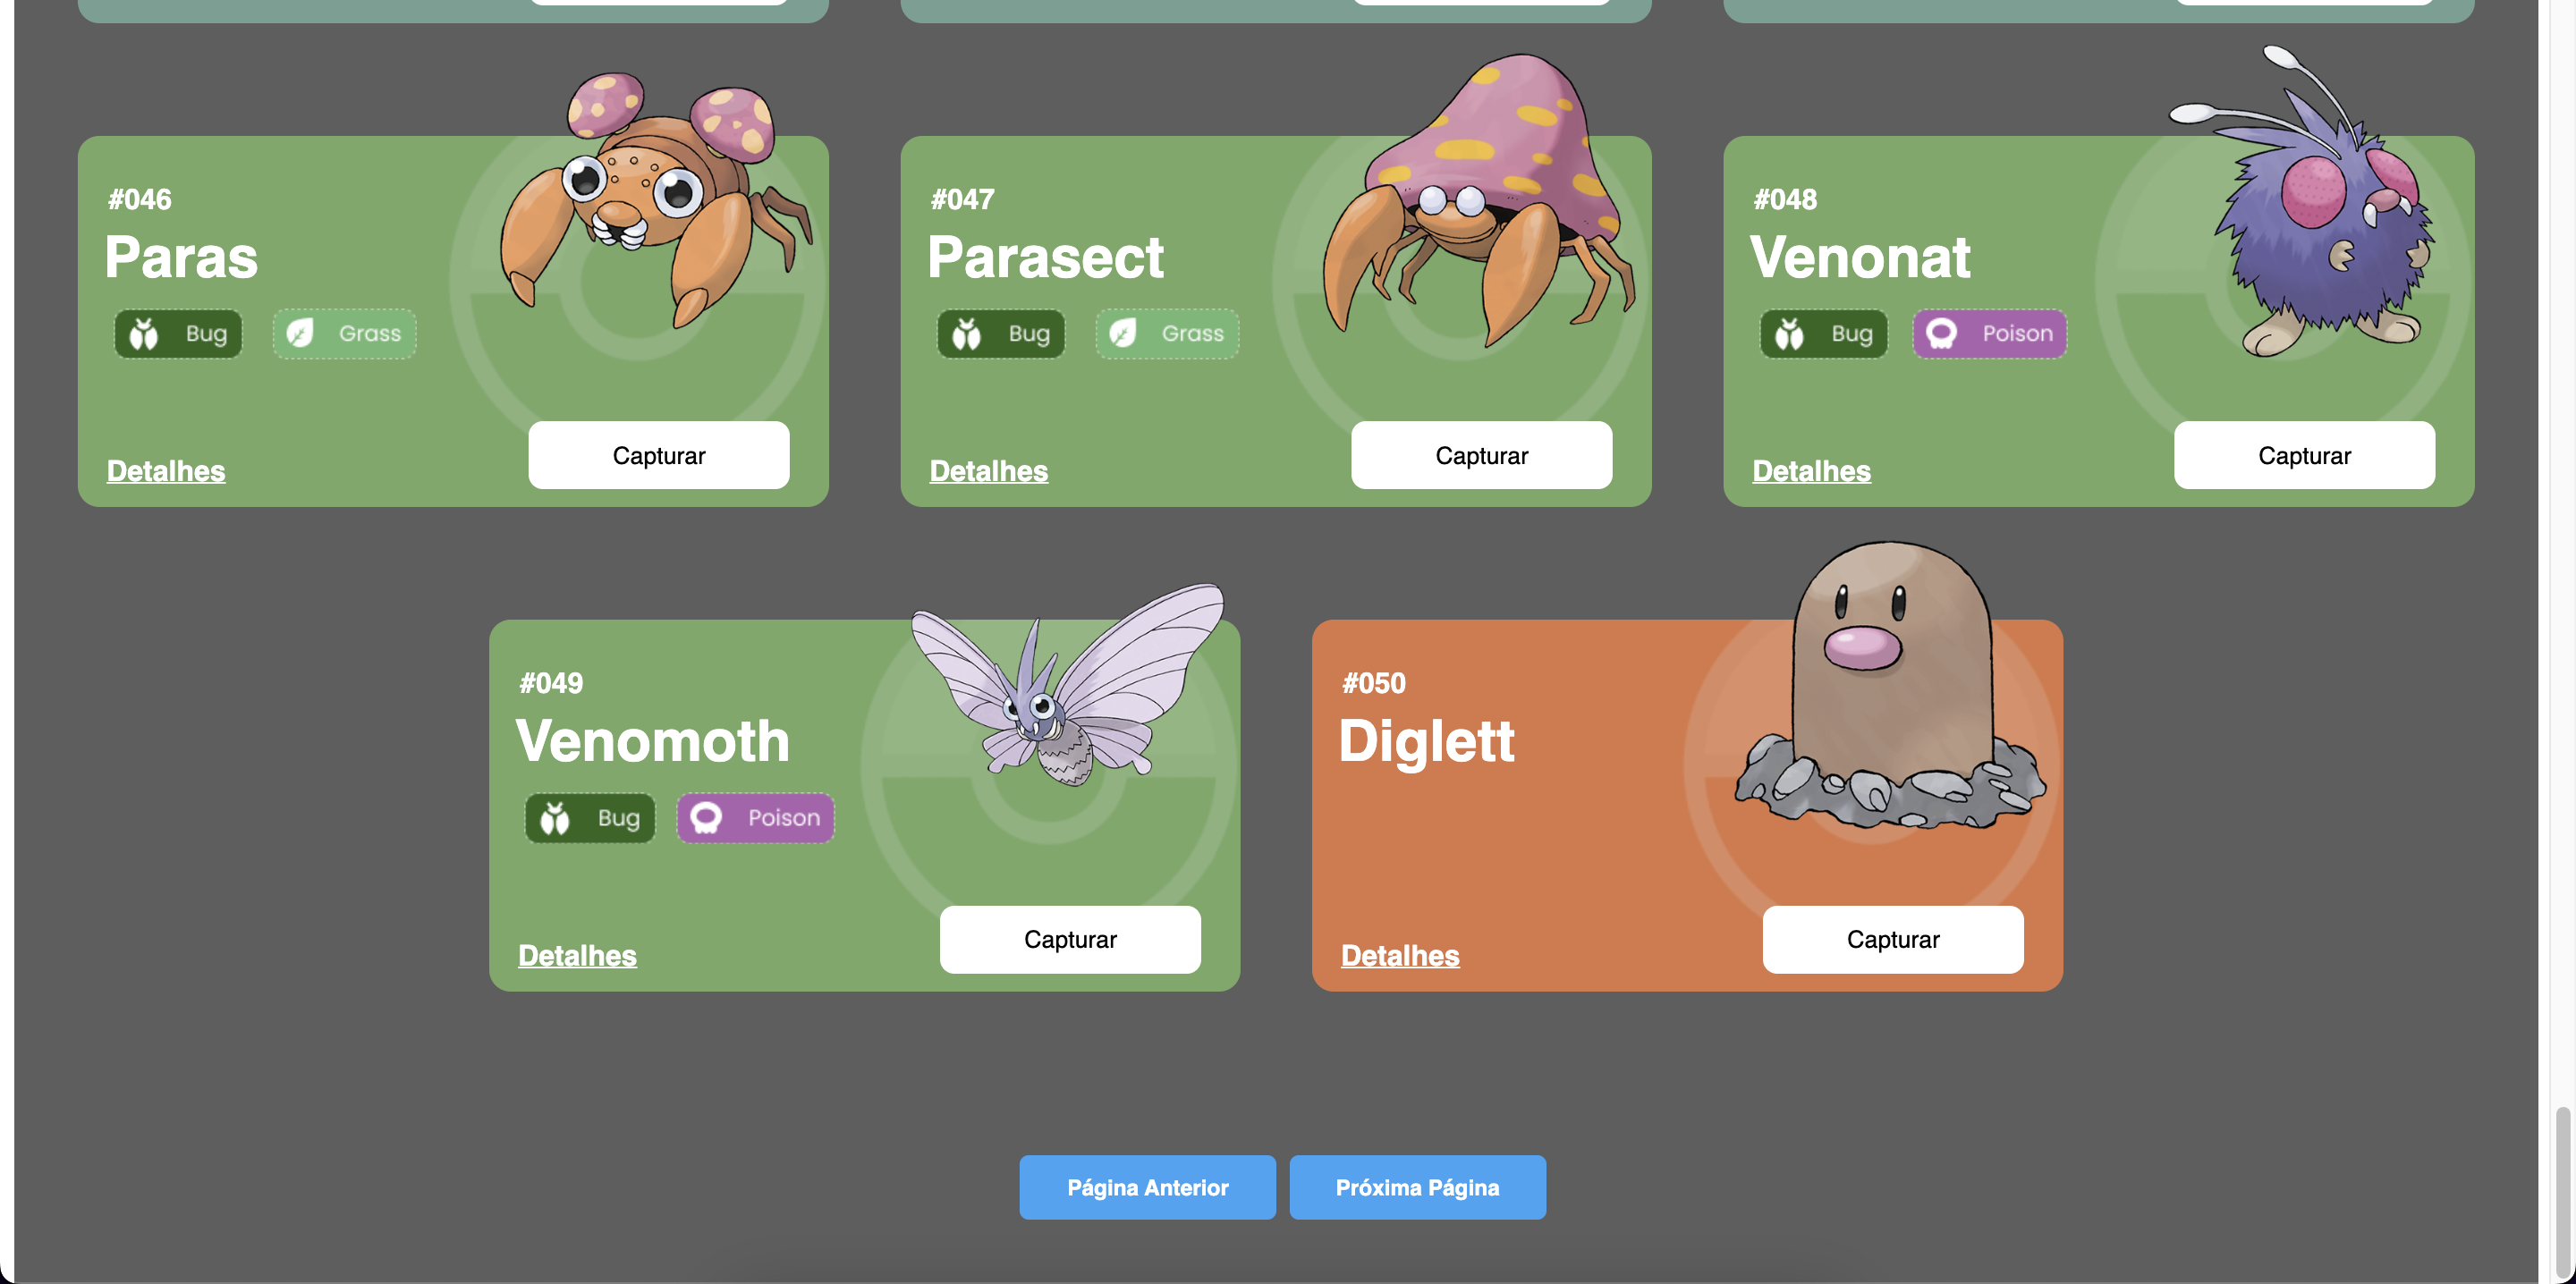 #046
Paras
Bug Grass
Detalhes
Capturar
#047
Parasect
Bug Grass
Detalhes
Capturar
#048
Venonat
Bug Poison
Detalhes
Capturar
#049
Venomoth
Bug Poison
Detalhes
Capturar
#050
Diglett
Detalhes
Capturar
Página Anterior
Próxima Página